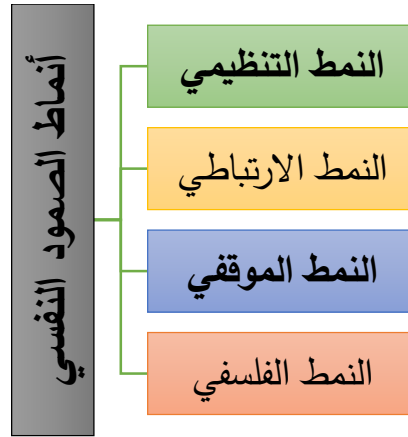 أنماط الصمود النفسي
النمط التنظيمي
النمط الارتباطي
النمط الموقفي
النمط الفلسفي